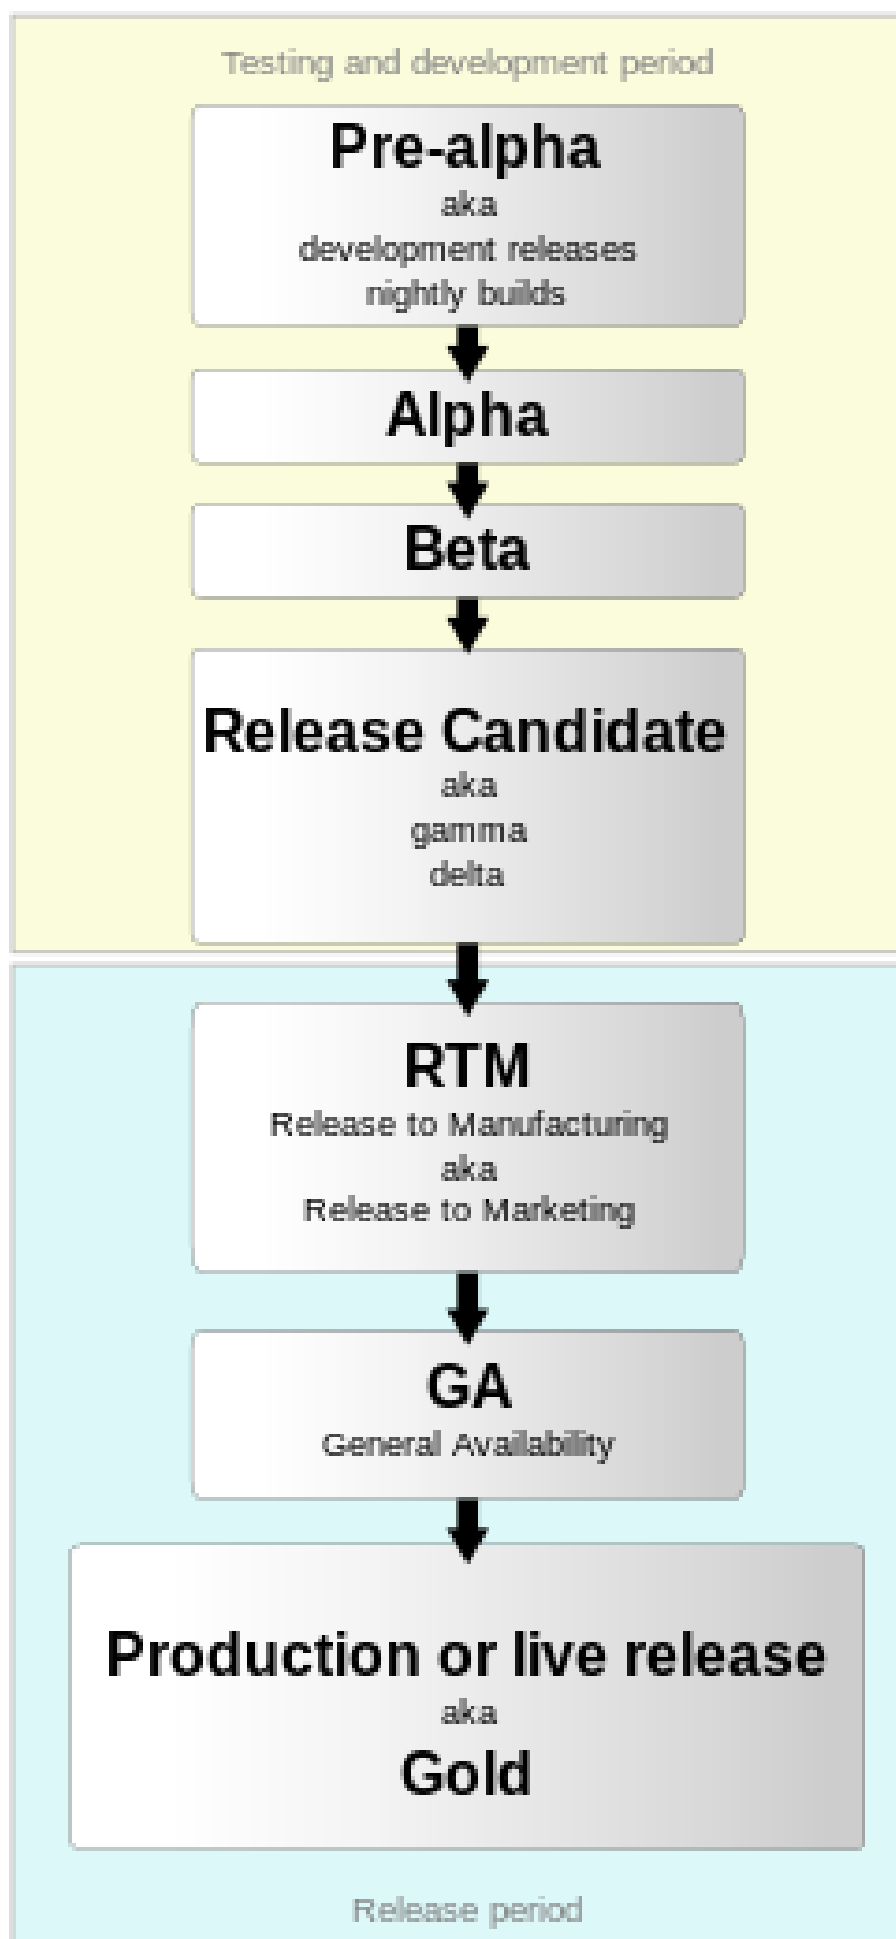 Testing and development period
Pre-alpha
aka
development releases
nightly builds
Alpha
Beta
Release Candidate
aka
gamma
delta
RTM
Release to Manufacturing
aka
Release to Marketing
GA
General Availability
Production or live release
aka
Gold
Release period